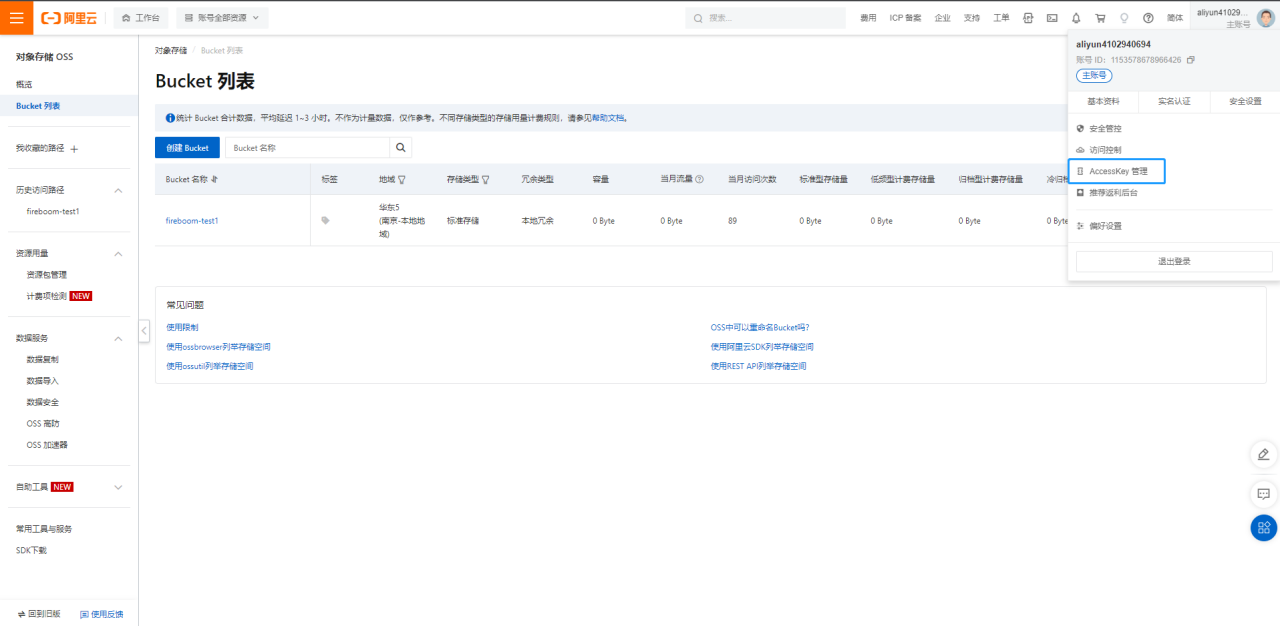 阿里云
工作台
账号全部资源
搜索...
费用 ICP 备案 企业 支持 工单 简体
aliyun41029...
主账号
对象存储 OSS
概览
Bucket 列表
我收藏的路径
历史访问路径
fireboom-test1
资源用量
资源包管理
计费项检测 NEW
数据服务
数据复制
数据导入
数据安全
OSS 高防
OSS 加速器
自助工具 NEW
常用工具与服务
SDK下载
回到旧版 使用反馈
对象存储 / Bucket 列表
Bucket 列表
统计 Bucket 合计数据，平均延迟 1~3 小时。不作为计量数据，仅作参考。不同存储类型的存储用量计费规则，请参见帮助文档。
创建 Bucket
Bucket 名称
Bucket 名称 标签 地域 存储类型 冗余类型 容量 当月流量 当月访问次数 标准型存储量 低频型计费存储量 归档型计费存储量 冷归档
fireboom-test1
华东5
(南京-本地地
域)
标准存储 本地冗余 0 Byte 0 Byte 89 0 Byte 0 Byte 0 Byte 0 Byte
常见问题
使用限制
OSS中可以重命名Bucket吗?
使用ossbrowser列举存储空间
使用阿里云SDK列举存储空间
使用ossutil列举存储空间
使用REST API列举存储空间
aliyun4102940694
账号 ID: 1153578678966426
主账号
基本资料 实名认证 安全设置
安全管控
访问控制
AccessKey 管理
推荐返利后台
偏好设置
退出登录